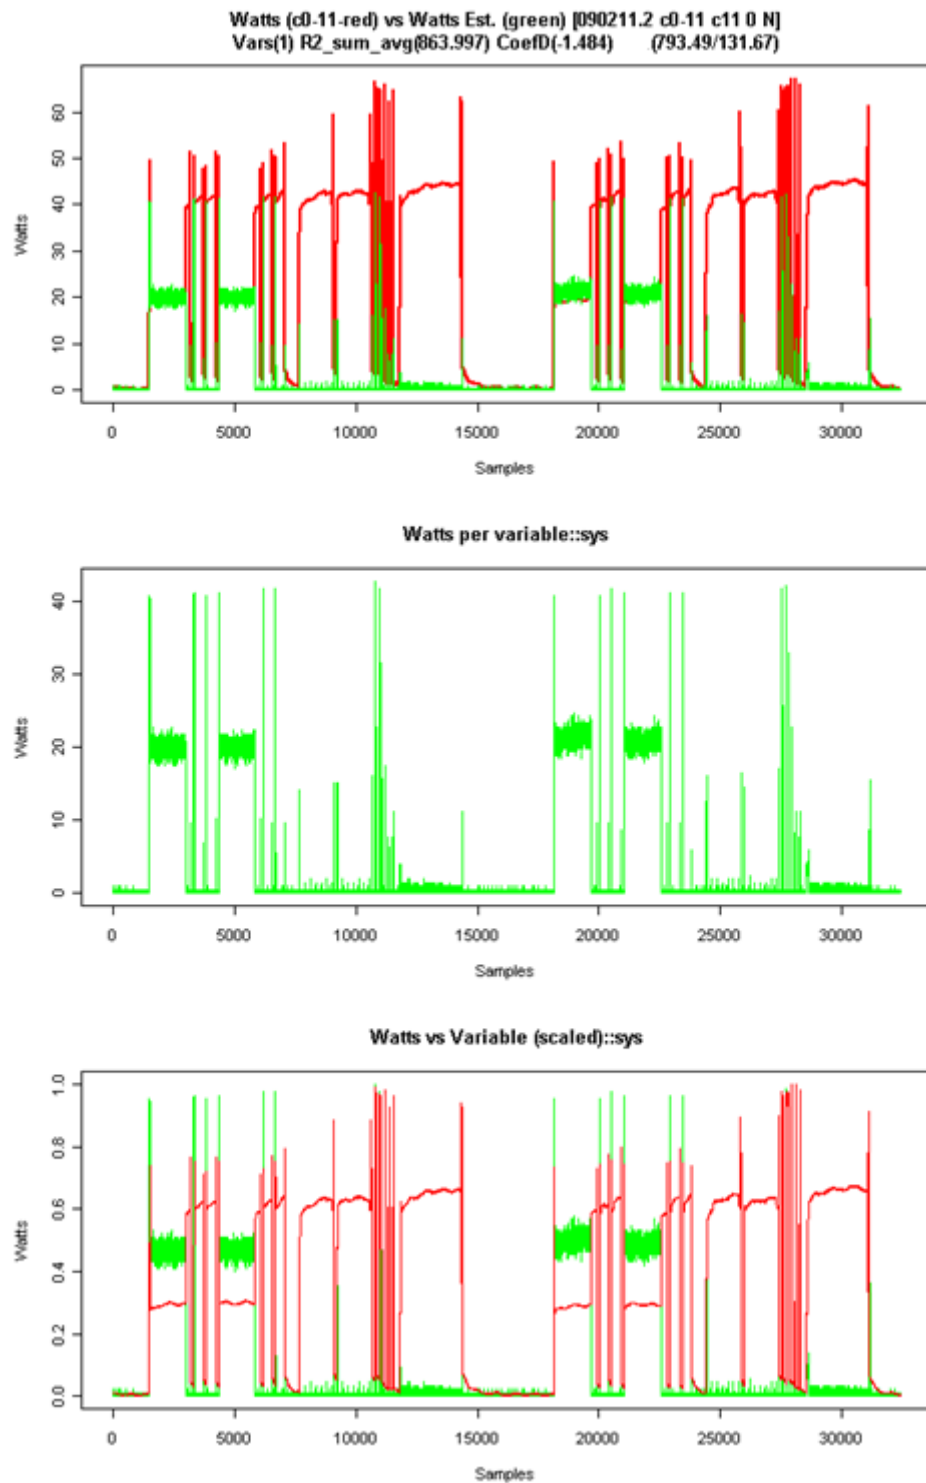 Watts (c0-11-red) vs Watts Est. (green) [090211.2 c0-11 c11 0 N]
Vars(1) R2_sum_avg(863.997) CoefD(-1.484) (793.49/131.67)
Watts
60
50
40
30
20
10
0
0 5000 10000 15000 20000 25000 30000
Samples
Watts per variable::sys
Watts
40
30
20
10
0
0 5000 10000 15000 20000 25000 30000
Samples
Watts vs Variable (scaled)::sys
Watts
1.0
0.8
0.6
0.4
0.2
0.0
0 5000 10000 15000 20000 25000 30000
Samples